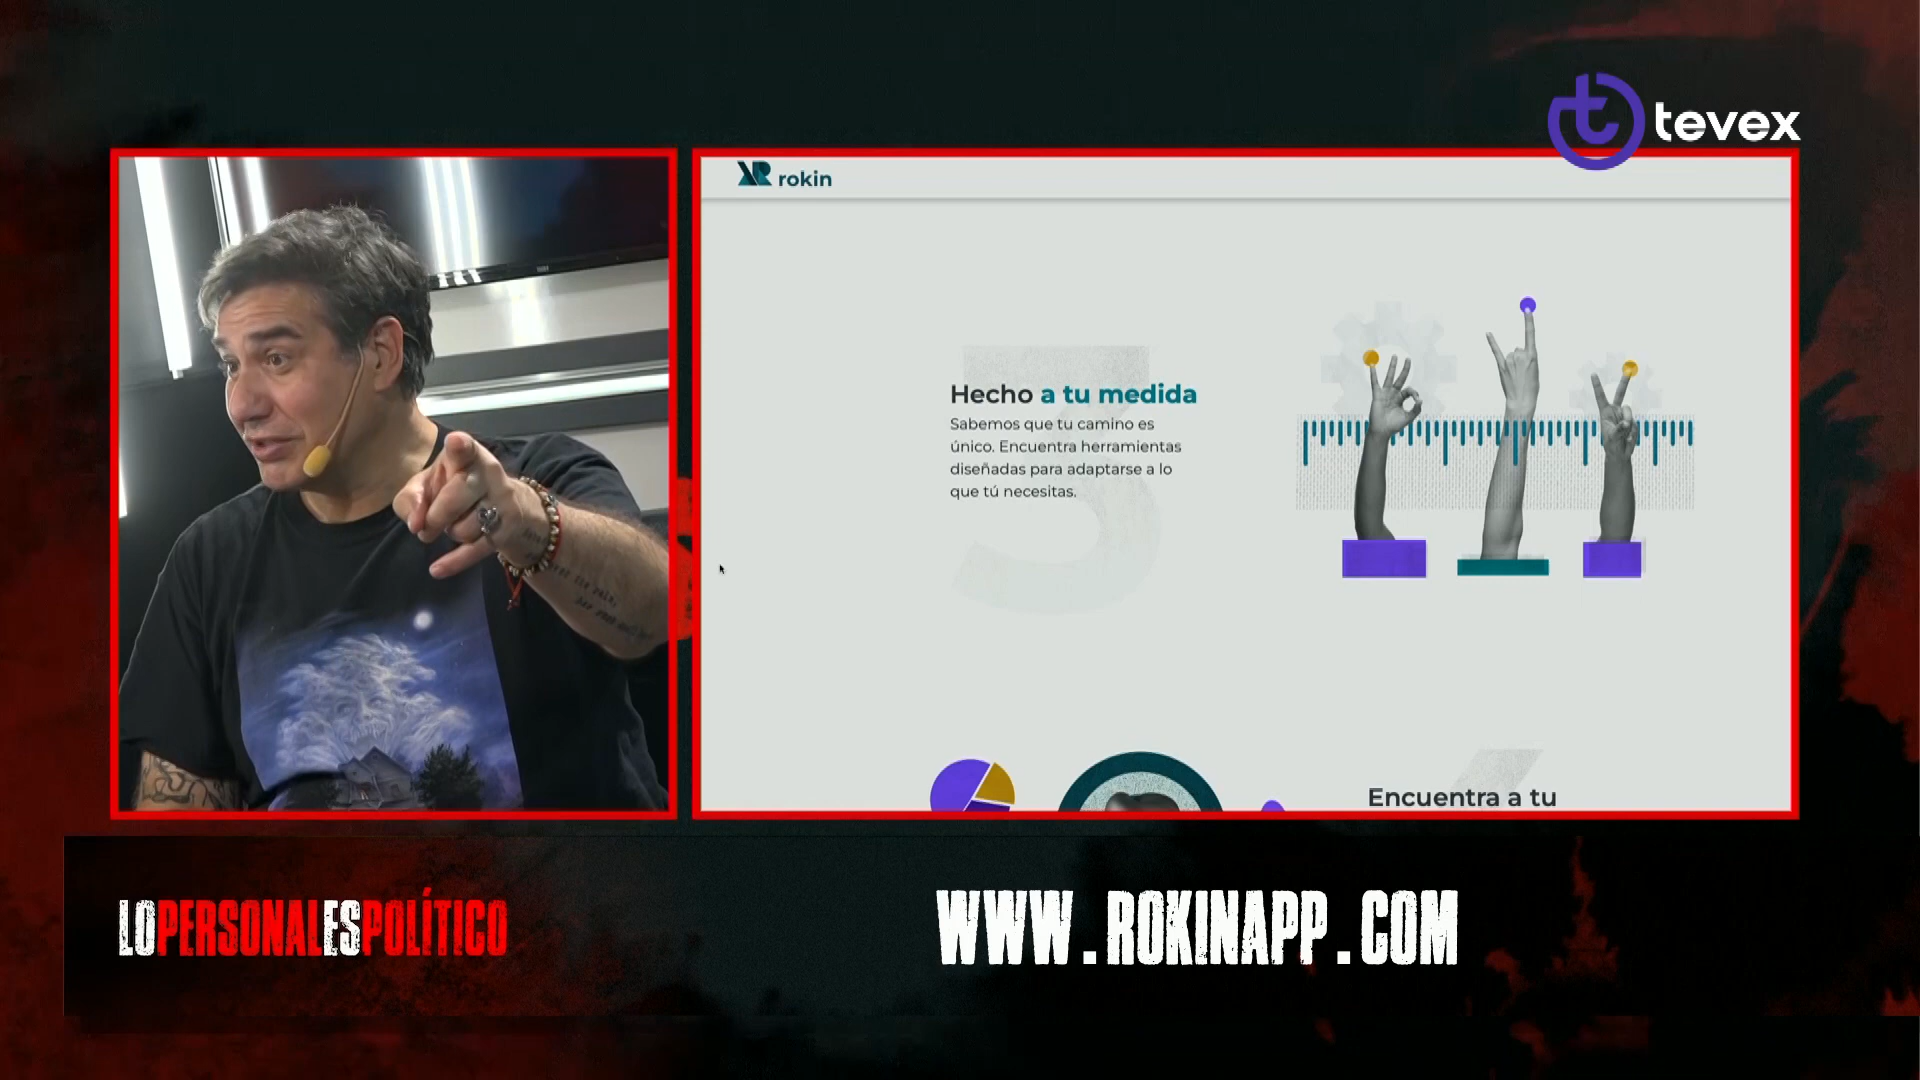 tevex
rokin
Hecho a tu medida
Sabemos que tu camino es
único. Encuentra herramientas
diseñadas para adaptarse a lo
que tú necesitas.
Encuentra a tu
LOPERSONALESPOLÍTICO
WWW.ROKINAPP.COM